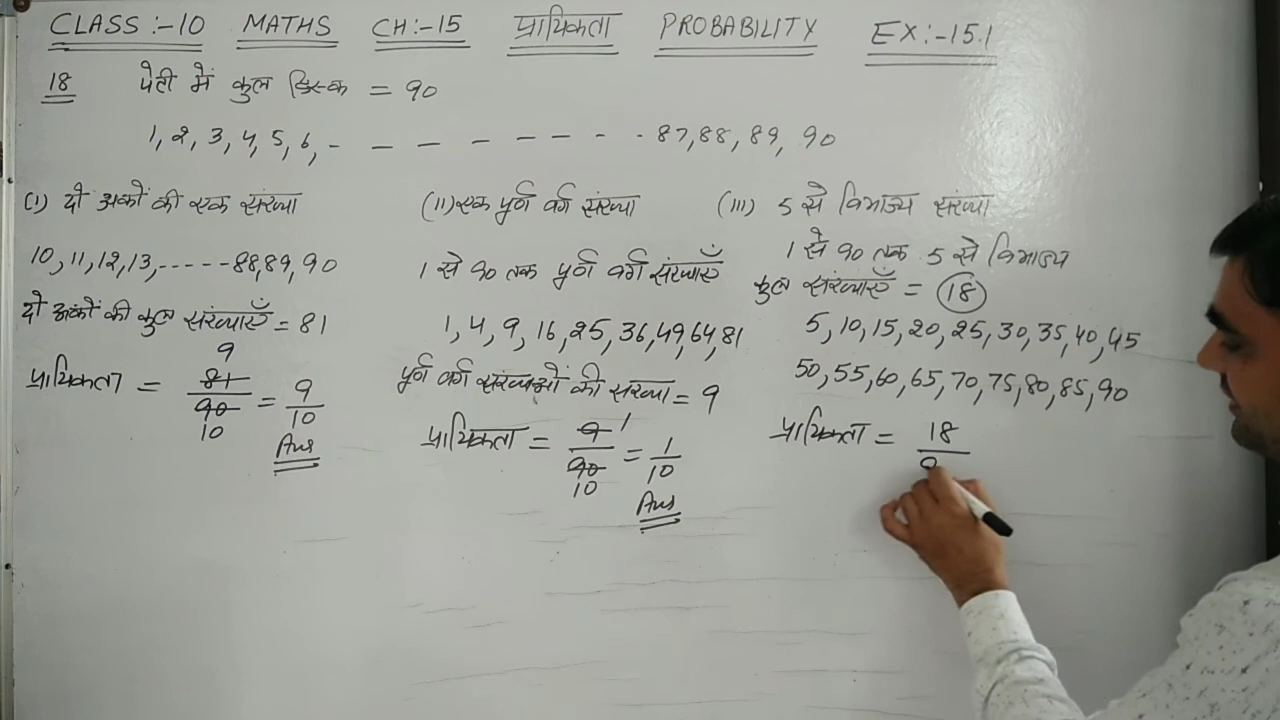 CLASS :-10 MATHS CH:-15 प्रायिकता PROBABILITY EX:-15.1
18 पेटी में कुल डिस्क = 90
1, 2, 3, 4, 5, 6, - - - - - - - - - 87, 88, 89, 90
(I) दो अंकों की एक संख्या
10, 11, 12, 13, ----- 88, 89, 90
दो अंकों की कुल संख्याएँ = 81
प्रायिकता = 81/90 = 9/10
9
10
Ans
(II) एक पूर्ण वर्ग संख्या
1 से 90 तक पूर्ण वर्ग संख्याएँ
1, 4, 9, 16, 25, 36, 49, 64, 81
पूर्ण वर्ग संख्याओं की संख्या = 9
प्रायिकता = 9/90 = 1/10
1
10
Ans
(III) 5 से विभाज्य संख्या
1 से 90 तक 5 से विभाज्य
कुल संख्याएँ = 18
5, 10, 15, 20, 25, 30, 35, 40, 45
50, 55, 60, 65, 70, 75, 80, 85, 90
प्रायिकता = 18/9